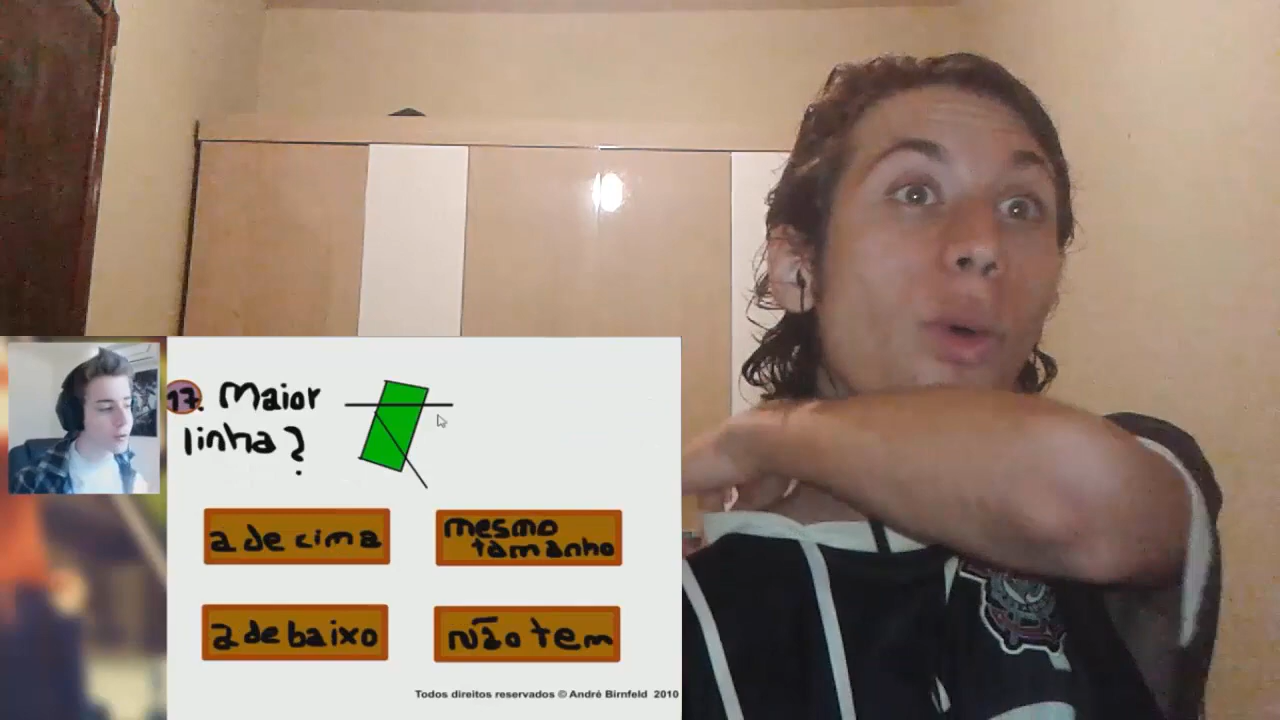 17. Maior
linha?
a de cima
mesmo
tamanho
a de baixo
não tem
Todos direitos reservados © André Birnfeld 2010